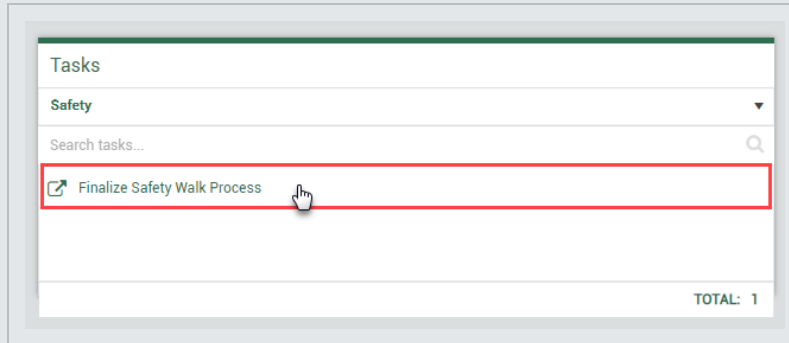 Tasks
Safety
Search tasks...
Finalize Safety Walk Process
TOTAL: 1